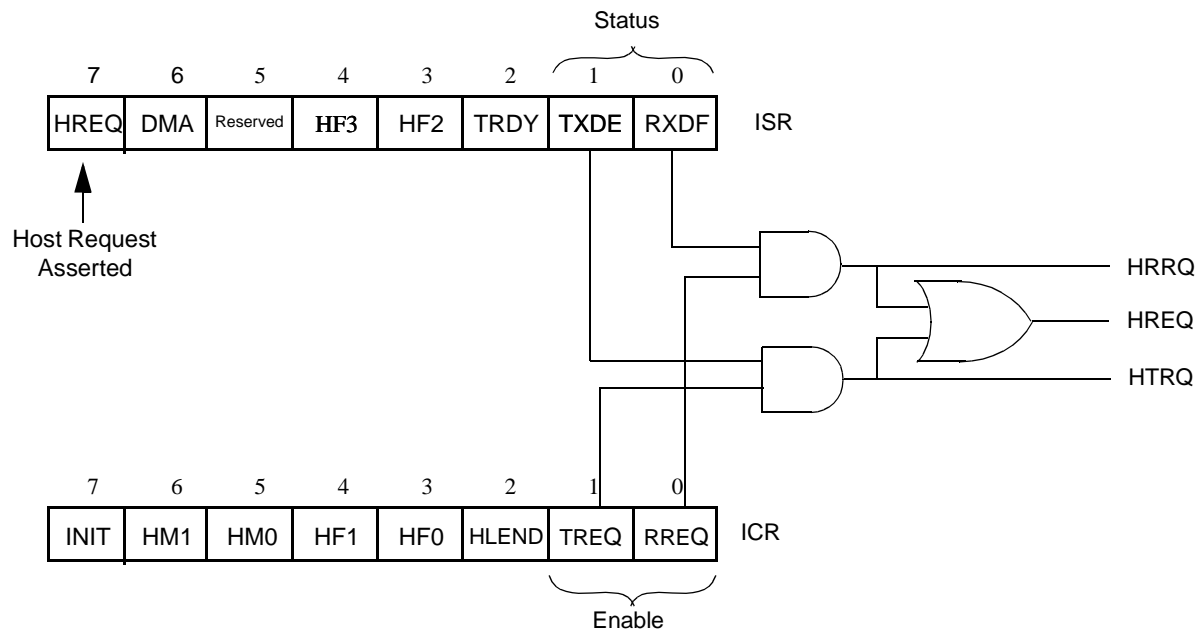 Status
7 6 5 4 3 2 1 0
HREQ DMA Reserved HF3 HF2 TRDY TXDE RXDF ISR
Host Request
Asserted
HRRQ
HREQ
HTRQ
7 6 5 4 3 2 1 0
INIT HM1 HM0 HF1 HF0 HLEND TREQ RREQ ICR
Enable